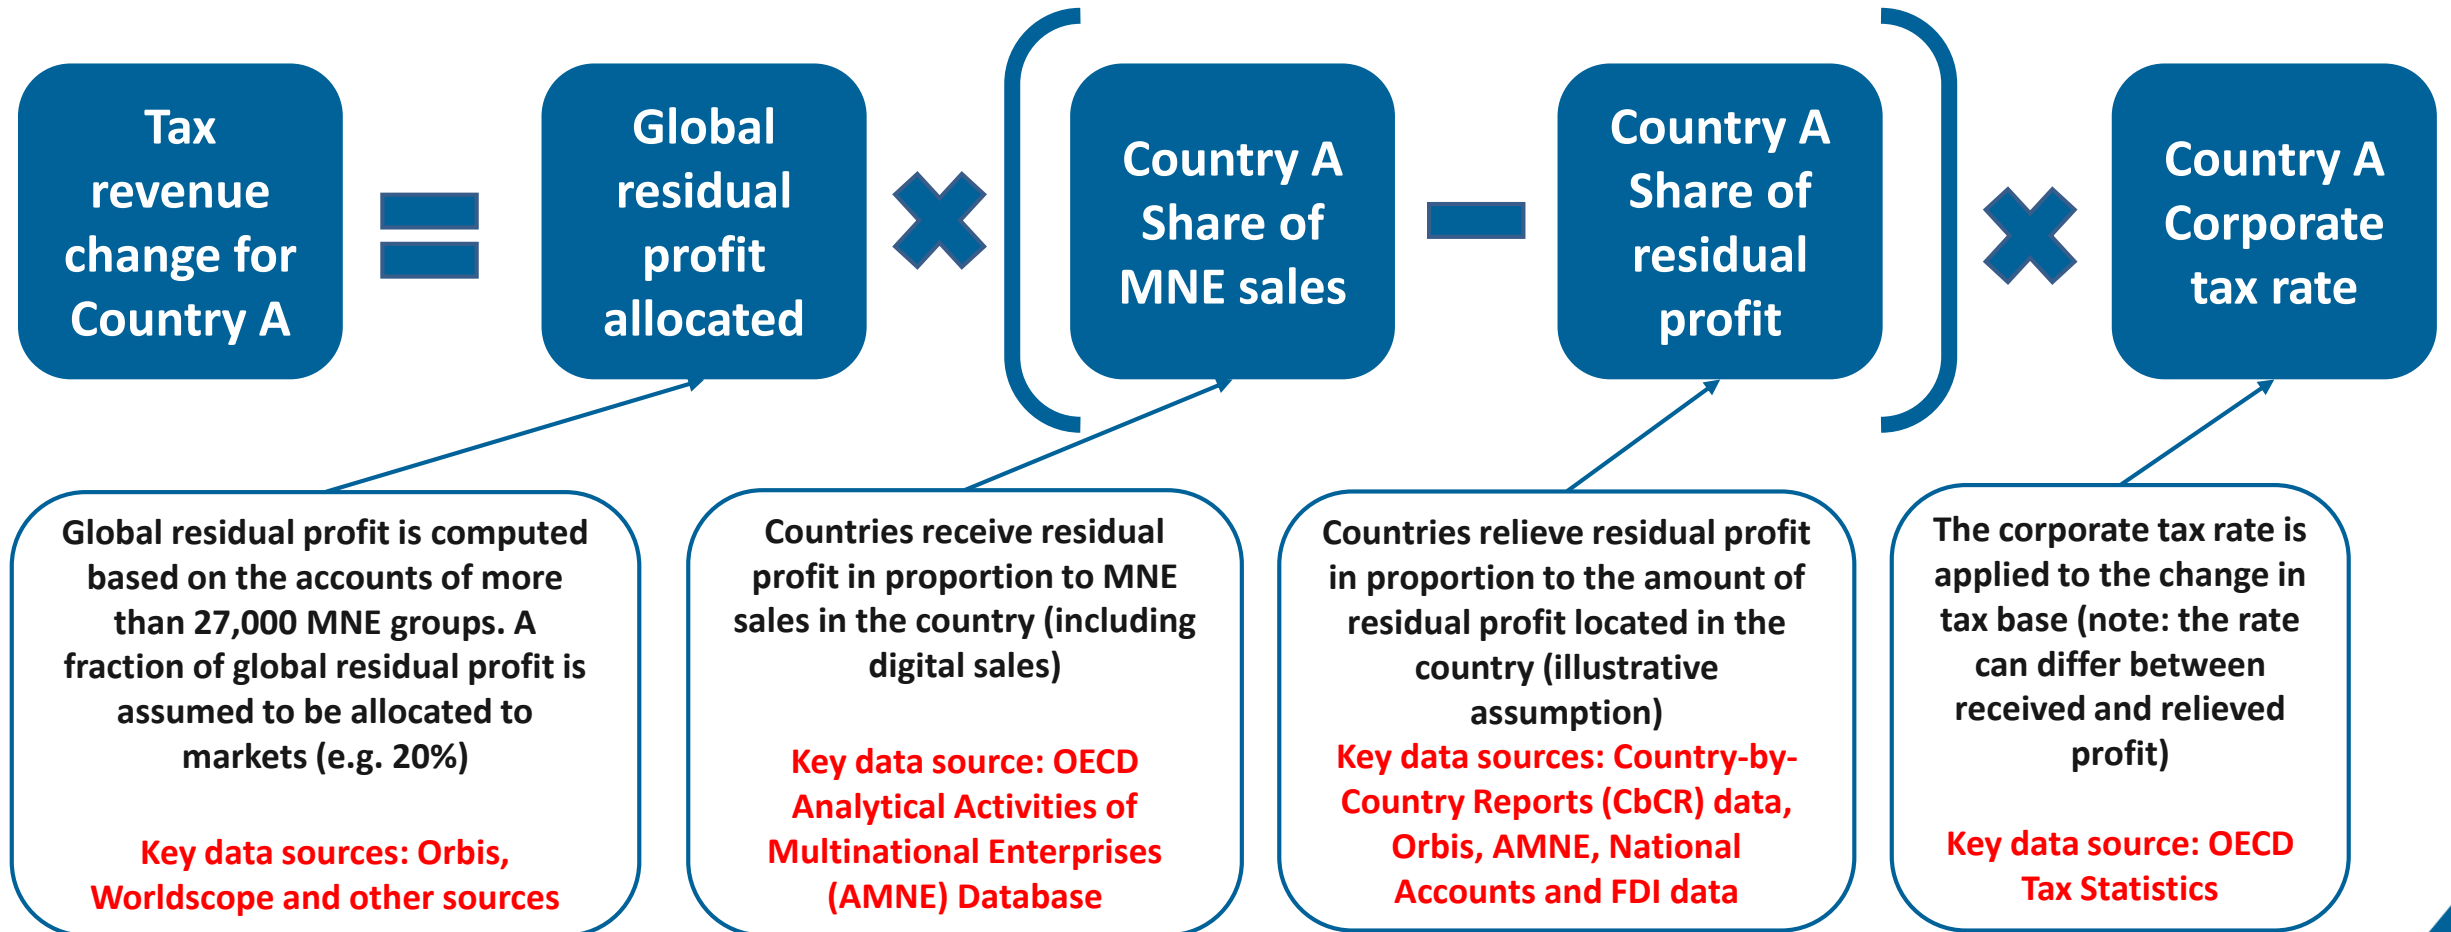 Tax
revenue
change for
Country A
Global
residual
profit
allocated
Country A
Share of
MNE sales
Country A
Share of
residual
profit
Country A
Corporate
tax rate
Global residual profit is computed
based on the accounts of more
than 27,000 MNE groups. A
fraction of global residual profit is
assumed to be allocated to
markets (e.g. 20%)
Key data sources: Orbis,
Worldscope and other sources
Countries receive residual
profit in proportion to MNE
sales in the country (including
digital sales)
Key data source: OECD
Analytical Activities of
Multinational Enterprises
(AMNE) Database
Countries relieve residual profit
in proportion to the amount of
residual profit located in the
country (illustrative
assumption)
Key data sources: Country-by-
Country Reports (CbCR) data,
Orbis, AMNE, National
Accounts and FDI data
The corporate tax rate is
applied to the change in
tax base (note: the rate
can differ between
received and relieved
profit)
Key data source: OECD
Tax Statistics